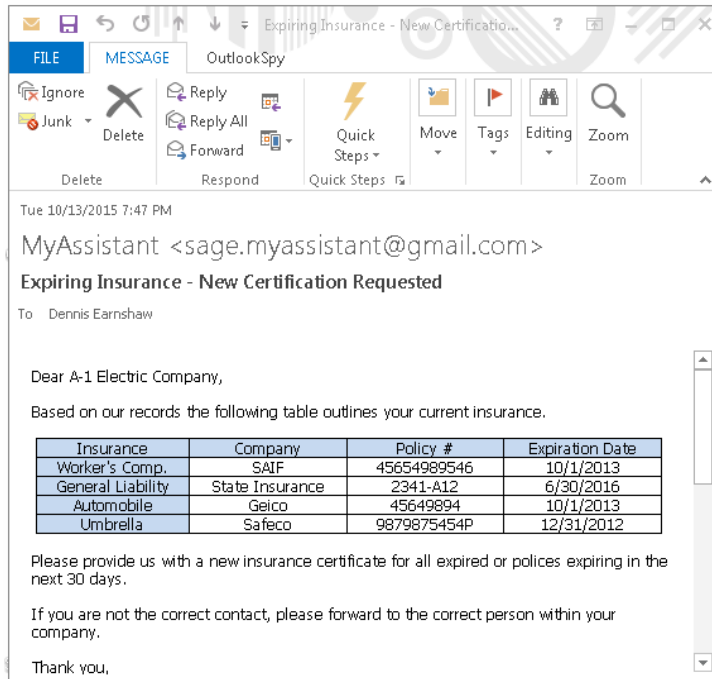 Expiring Insurance - New Certificatio... ?
FILE MESSAGE OutlookSpy
Ignore
Junk
Delete
Reply
Reply All
Forward
Quick
Steps
Move
Tags
Editing
Zoom
Delete Respond Quick Steps Zoom
Tue 10/13/2015 7:47 PM
MyAssistant <sage.myassistant@gmail.com>
Expiring Insurance - New Certification Requested
To Dennis Earnshaw
Dear A-1 Electric Company,
Based on our records the following table outlines your current insurance.
Insurance Company Policy # Expiration Date
Worker's Comp. SAIF 45654989546 10/1/2013
General Liability State Insurance 2341-A12 6/30/2016
Automobile Geico 45649894 10/1/2013
Umbrella Safeco 9879875454P 12/31/2012
Please provide us with a new insurance certificate for all expired or polices expiring in the
next 30 days.
If you are not the correct contact, please forward to the correct person within your
company.
Thank you,